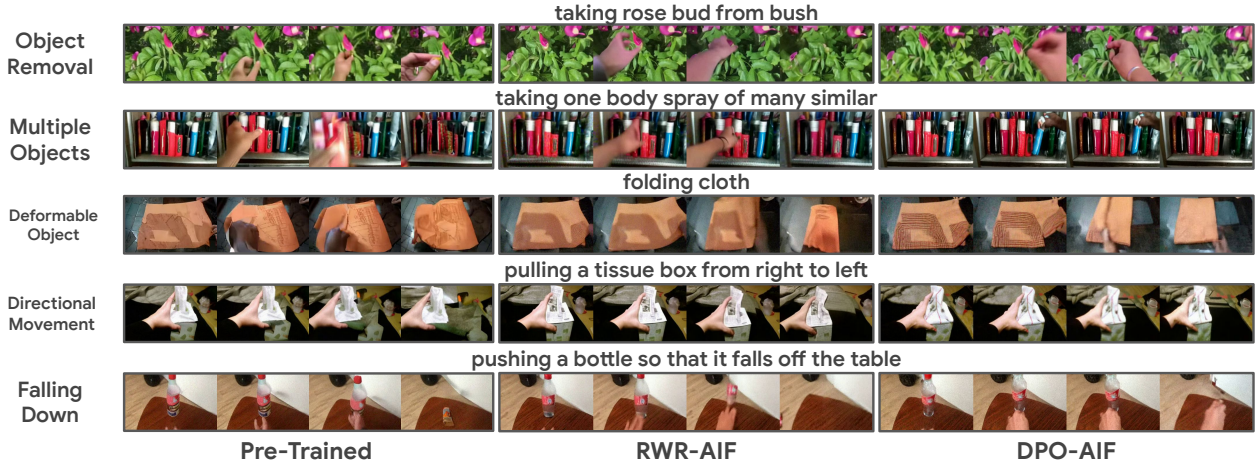 taking rose bud from bush
Object
Removal
taking one body spray of many similar
Multiple
Objects
folding cloth
Deformable
Object
pulling a tissue box from right to left
Directional
Movement
pushing a bottle so that it falls off the table
Falling
Down
Pre-Trained
RWR-AIF
DPO-AIF